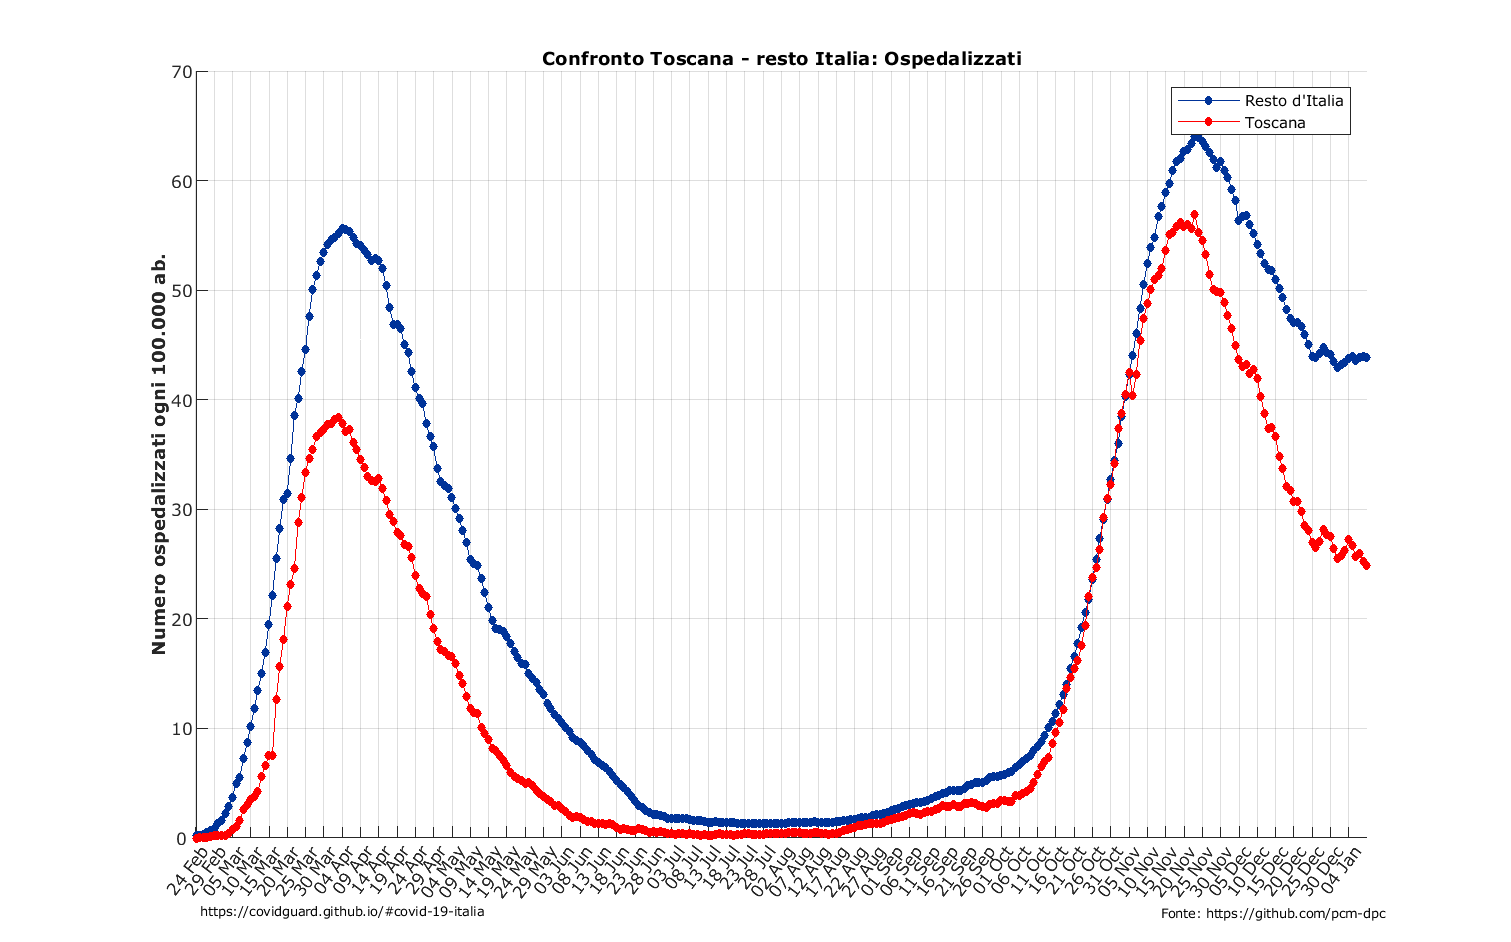 Confronto Toscana - resto Italia: Ospedalizzati
Resto d'Italia
Toscana
Numero ospedalizzati ogni 100.000 ab.
70
60
50
40
30
20
10
0
24 Feb
29 Feb
05 Mar
10 Mar
15 Mar
20 Mar
25 Mar
30 Mar
04 Apr
09 Apr
14 Apr
19 Apr
24 Apr
29 Apr
04 May
09 May
14 May
19 May
24 May
29 May
03 Jun
08 Jun
13 Jun
18 Jun
23 Jun
28 Jun
03 Jul
08 Jul
13 Jul
18 Jul
23 Jul
28 Jul
02 Aug
07 Aug
12 Aug
17 Aug
22 Aug
27 Aug
01 Sep
06 Sep
11 Sep
16 Sep
21 Sep
26 Sep
01 Oct
06 Oct
11 Oct
16 Oct
21 Oct
26 Oct
31 Oct
05 Nov
10 Nov
15 Nov
20 Nov
25 Nov
30 Nov
05 Dec
10 Dec
15 Dec
20 Dec
25 Dec
30 Dec
04 Jan
https://covidguard.github.io/#covid-19-italia
Fonte: https://github.com/pcm-dpc